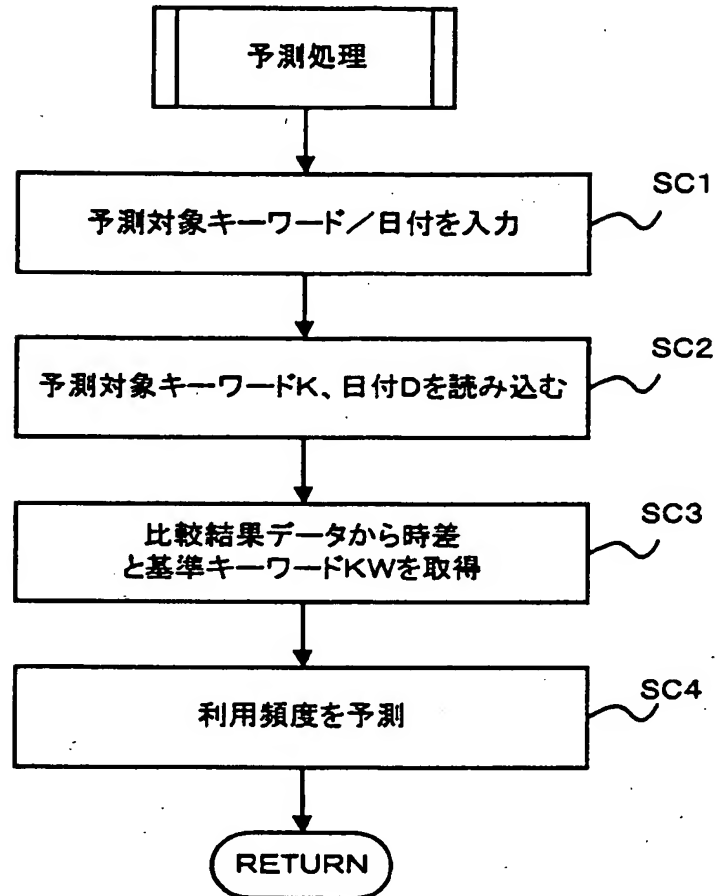 予測処理
SC1
予測対象キーワード／日付を入力
SC2
予測対象キーワードK、日付Dを読み込む
SC3
比較結果データから時差
と基準キーワードKWを取得
SC4
利用頻度を予測
RETURN